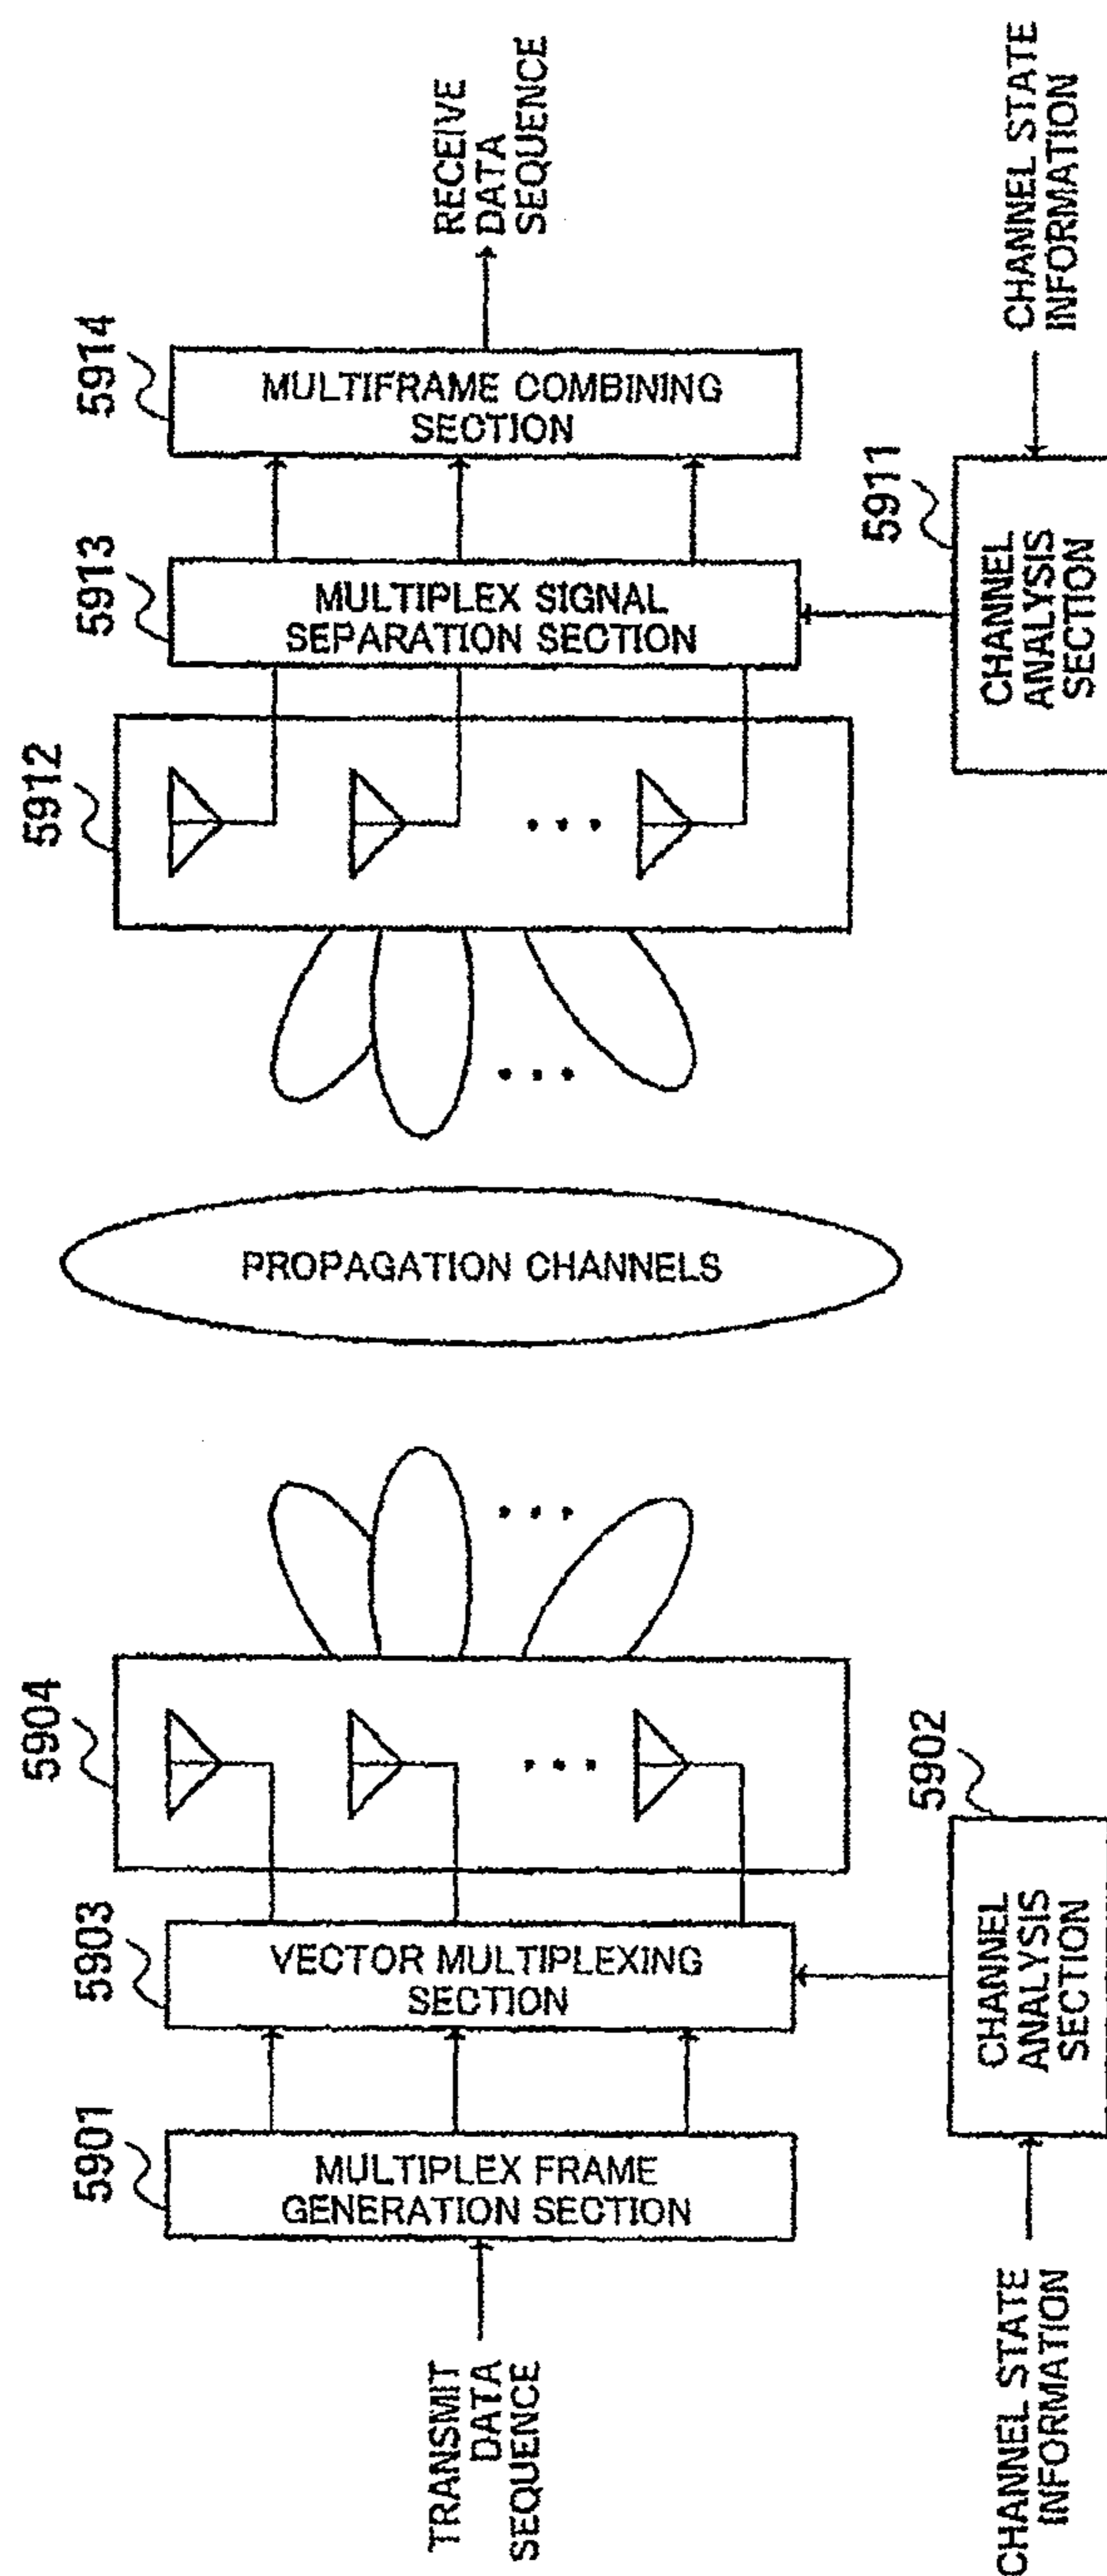 TRANSMIT
DATA
SEQUENCE
5901
MULTIPLEX FRAME
GENERATION SECTION
5903
VECTOR MULTIPLEXING
SECTION
5904
CHANNEL STATE
INFORMATION
5902
CHANNEL
ANALYSIS
SECTION
PROPAGATION CHANNELS
5912
5913
MULTIPLEX SIGNAL
SEPARATION SECTION
5914
MULTIFRAME COMBINING
SECTION
RECEIVE
DATA
SEQUENCE
5911
CHANNEL
ANALYSIS
SECTION
CHANNEL STATE
INFORMATION